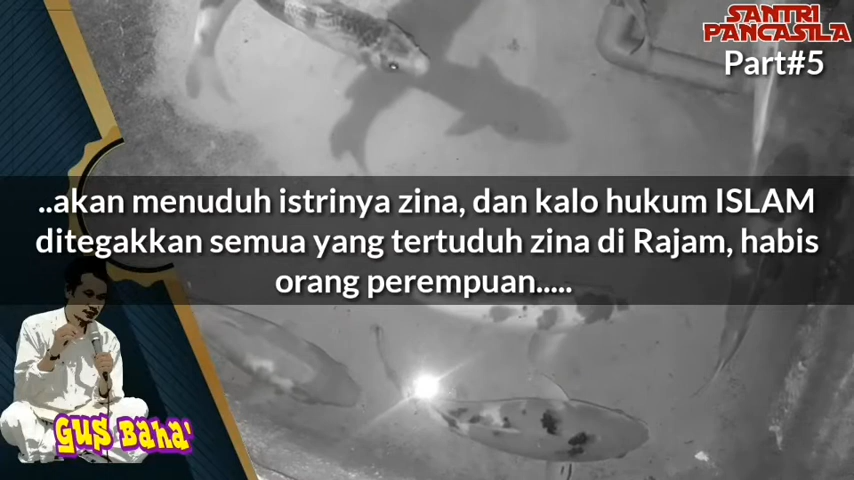 SANTRI
PANCASILA
Part#5
..akan menuduh istrinya zina, dan kalo hukum ISLAM
ditegakkan semua yang tertuduh zina di Rajam, habis
orang perempuan.....
GUS BaHa'